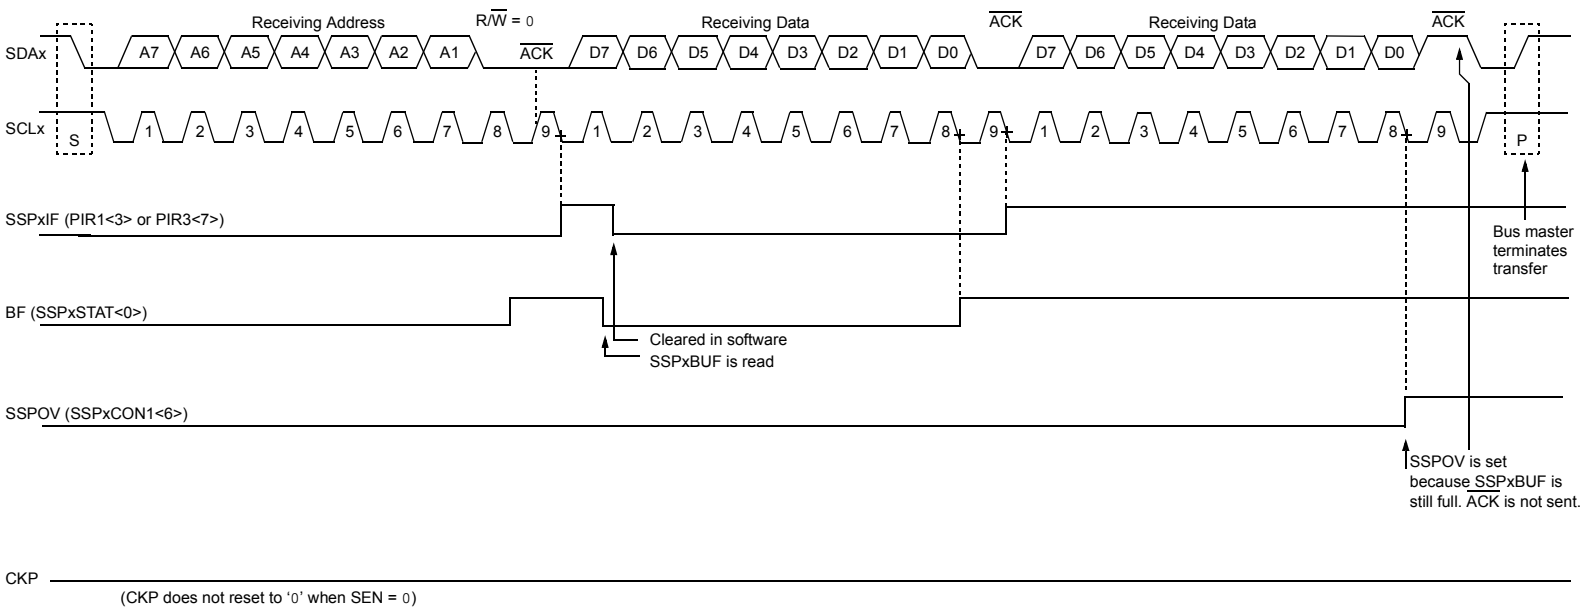 Receiving Address R/W = 0 Receiving Data ACK Receiving Data ACK
SDAx A7 A6 A5 A4 A3 A2 A1 ACK D7 D6 D5 D4 D3 D2 D1 D0 D7 D6 D5 D4 D3 D2 D1 D0
SCLx 1 2 3 4 5 6 7 8 9 1 2 3 4 5 6 7 8 9 1 2 3 4 5 6 7 8 9
S P
SSPxIF (PIR1<3> or PIR3<7>)
Bus master
terminates
transfer
BF (SSPxSTAT<0>)
Cleared in software
SSPxBUF is read
SSPOV (SSPxCON1<6>)
SSPOV is set
because SSPxBUF is
still full. ACK is not sent.
CKP
(CKP does not reset to ‘0’ when SEN = 0)